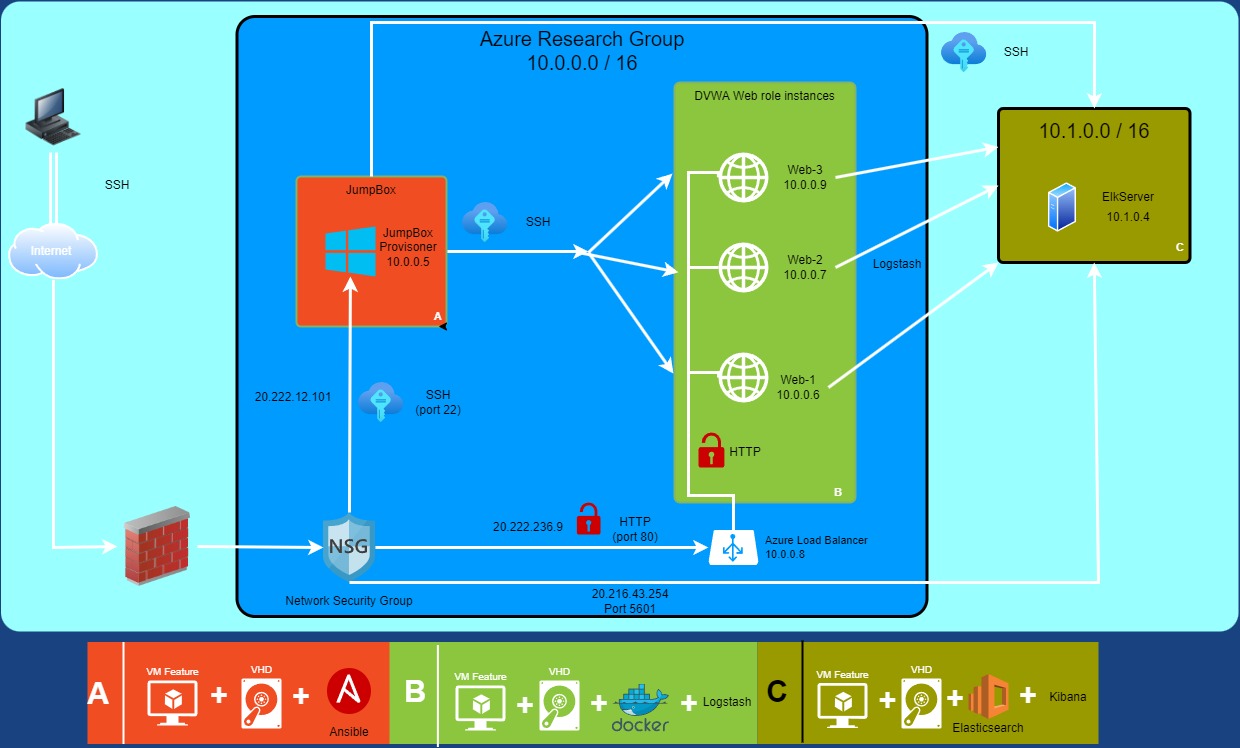 Azure Research Group
10.0.0.0 / 16
SSH
DVWA Web role instances
10.1.0.0 / 16
ElkServer
10.1.0.4
C
SSH
Internet
JumpBox
JumpBox
Provisoner
10.0.0.5
A
SSH
Web-3
10.0.0.9
Web-2
10.0.0.7
Logstash
Web-1
10.0.0.6
HTTP
B
20.222.12.101
SSH
(port 22)
NSG
Network Security Group
20.222.236.9
HTTP
(port 80)
Azure Load Balancer
10.0.0.8
20.216.43.254
Port 5601
A
VM Feature
+
VHD
+
Ansible
B
VM Feature
+
VHD
+
docker
+
Logstash
C
VM Feature
+
VHD
+
Elasticsearch
+
Kibana